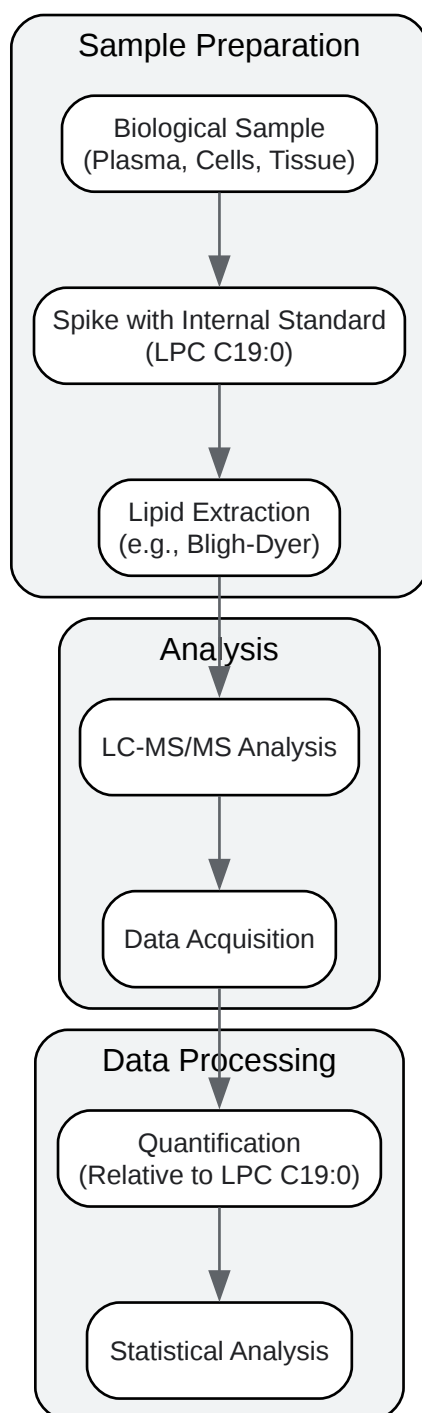 Sample Preparation
Biological Sample
(Plasma, Cells, Tissue)
Spike with Internal Standard
(LPC C19:0)
Lipid Extraction
(e.g., Bligh-Dyer)
Analysis
LC-MS/MS Analysis
Data Acquisition
Data Processing
Quantification
(Relative to LPC C19:0)
Statistical Analysis